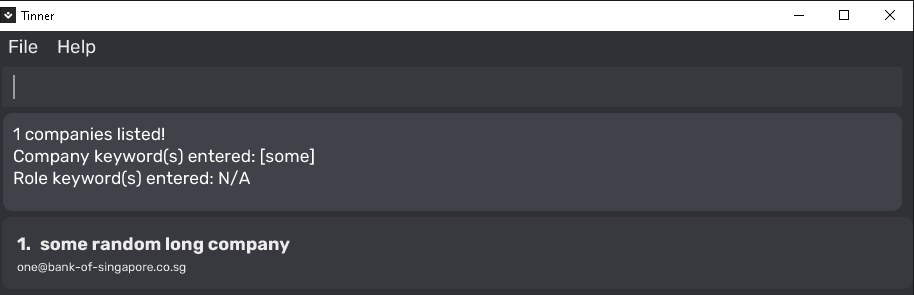 Tinner
File Help
1 companies listed!
Company keyword(s) entered: [some]
Role keyword(s) entered: N/A
1. some random long company
one@bank-of-singapore.co.sg